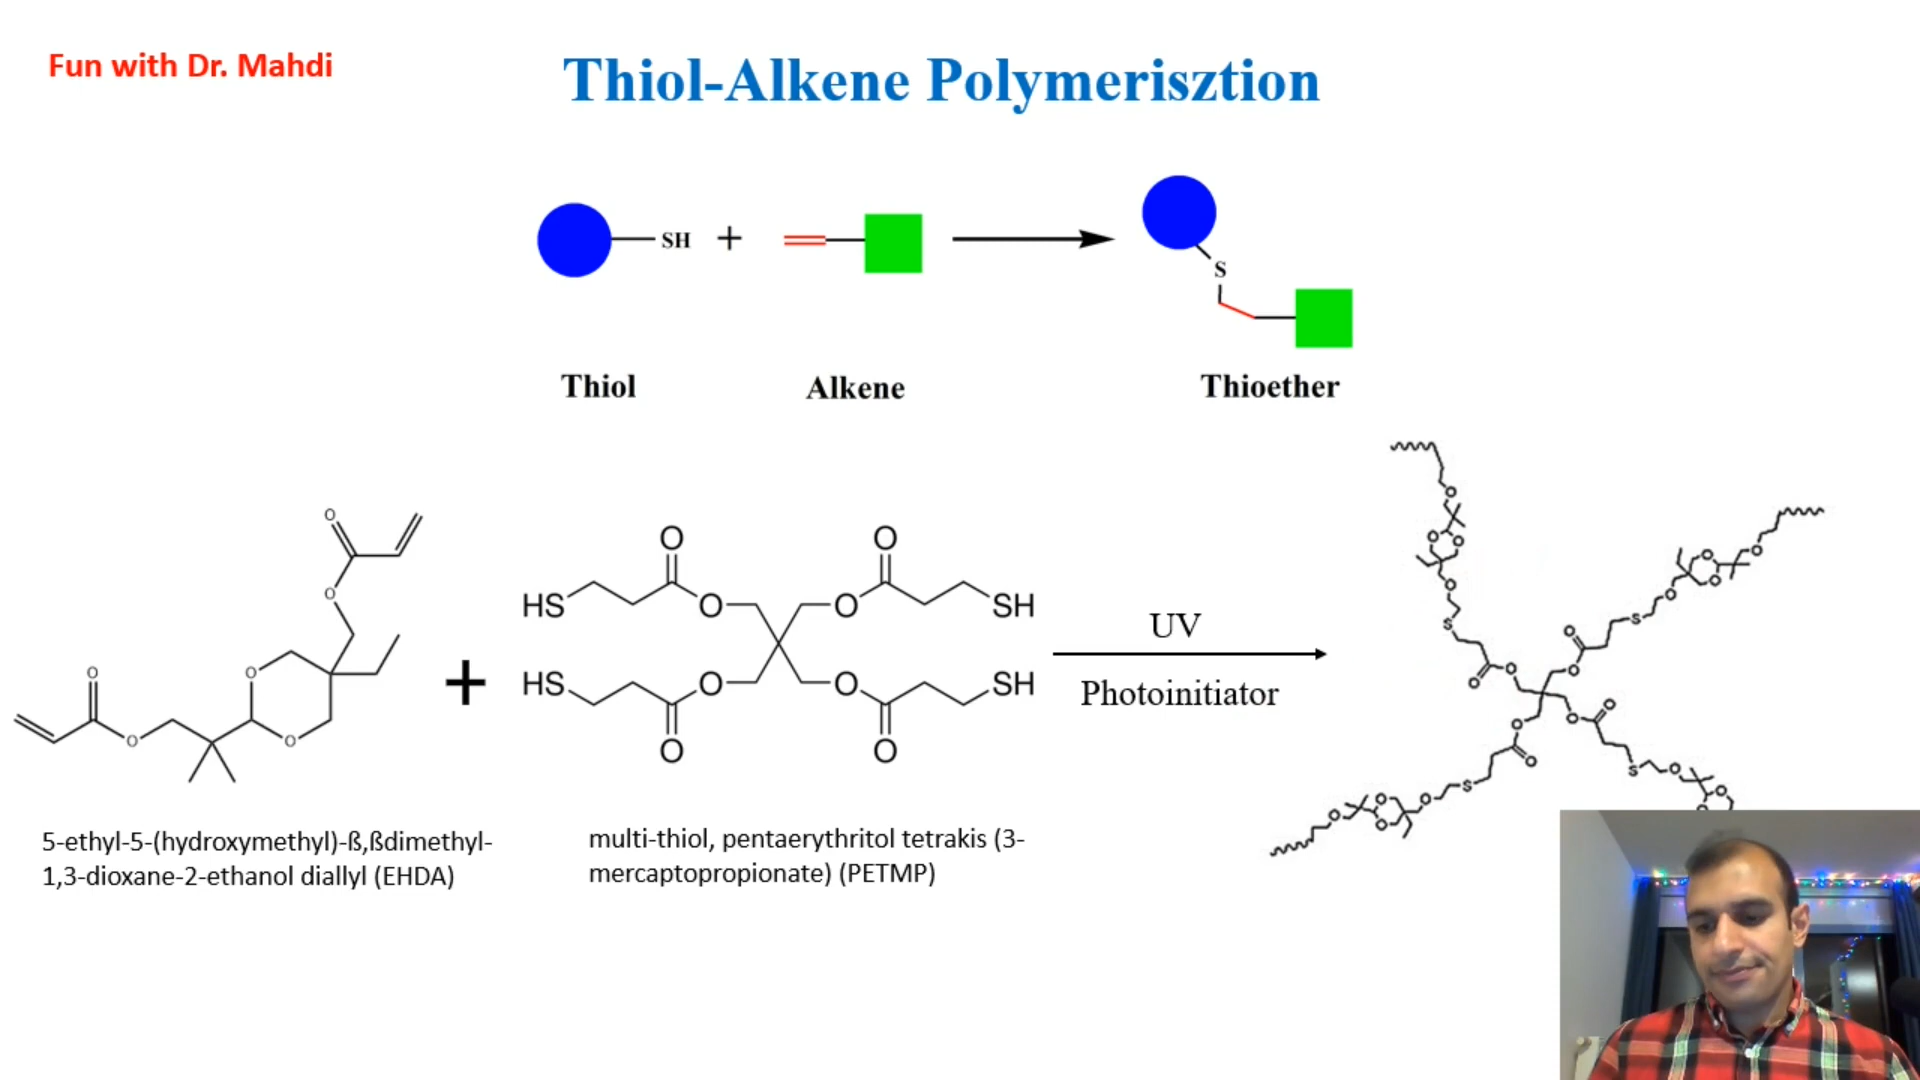 Fun with Dr. Mahdi
Thiol-Alkene Polymerisztion
SH + S
Thiol Alkene Thioether
O O O O
+
HS O O SH
HS O O SH
O O
UV
Photoinitiator
5-ethyl-5-(hydroxymethyl)-ß,ßdimethyl-
1,3-dioxane-2-ethanol diallyl (EHDA)
multi-thiol, pentaerythritol tetrakis (3-
mercaptopropionate) (PETMP)